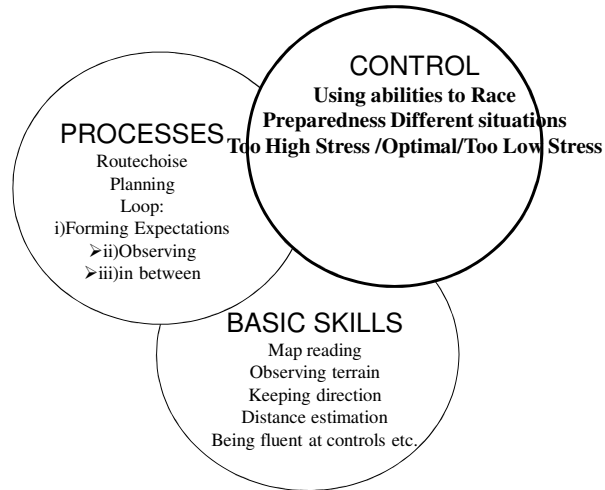 CONTROL
Using abilities to Race
Preparedness Different situations
Too High Stress /Optimal/Too Low Stress
PROCESSES
Routechoise
Planning
Loop:
i)Forming Expectations
➢ii)Observing
➢iii)in between
BASIC SKILLS
Map reading
Observing terrain
Keeping direction
Distance estimation
Being fluent at controls etc.